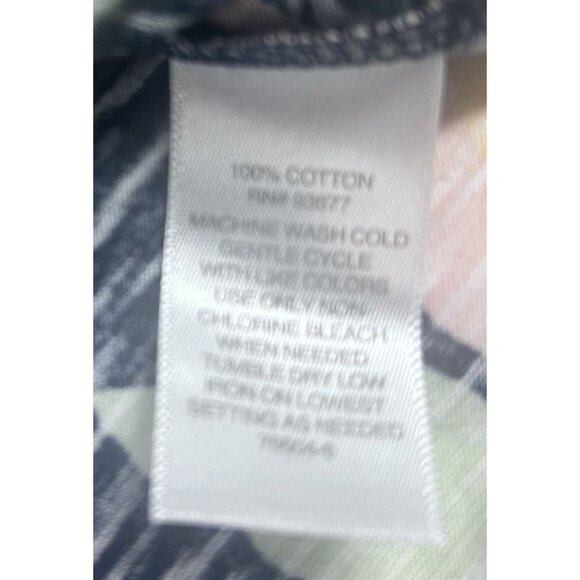 100% COTTON
RN# 93677
MACHINE WASH COLD
GENTLE CYCLE
WITH LIKE COLORS
USE ONLY NON
CHLORINE BLEACH
WHEN NEEDED
TUMBLE DRY LOW
IRON ON LOWEST
SETTING AS NEEDED